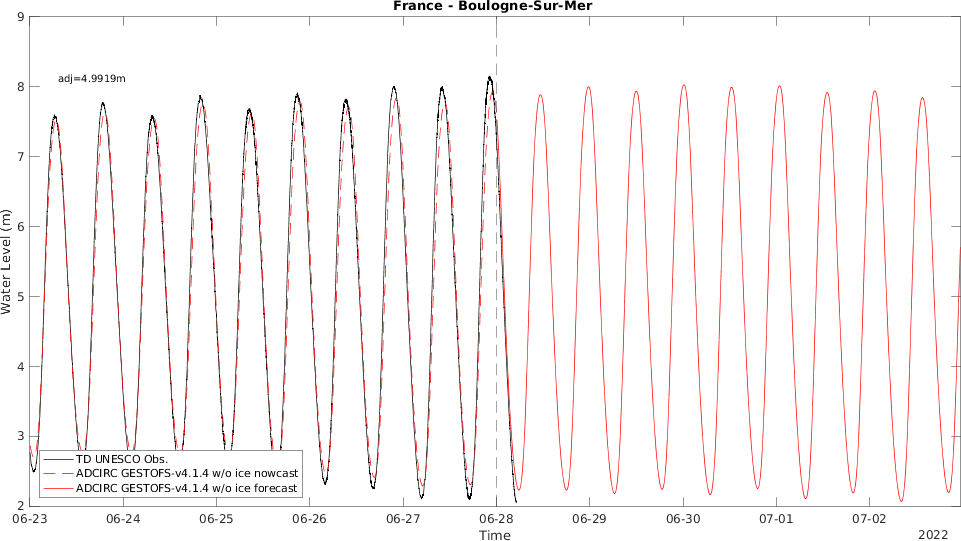 France - Boulogne-Sur-Mer
9
8
7
6
5
4
3
2
Water Level (m)
adj=4.9919m
TD UNESCO Obs.
ADCIRC GESTOFS-v4.1.4 w/o ice nowcast
ADCIRC GESTOFS-v4.1.4 w/o ice forecast
06-23 06-24 06-25 06-26 06-27 06-28 06-29 06-30 07-01 07-02
Time
2022